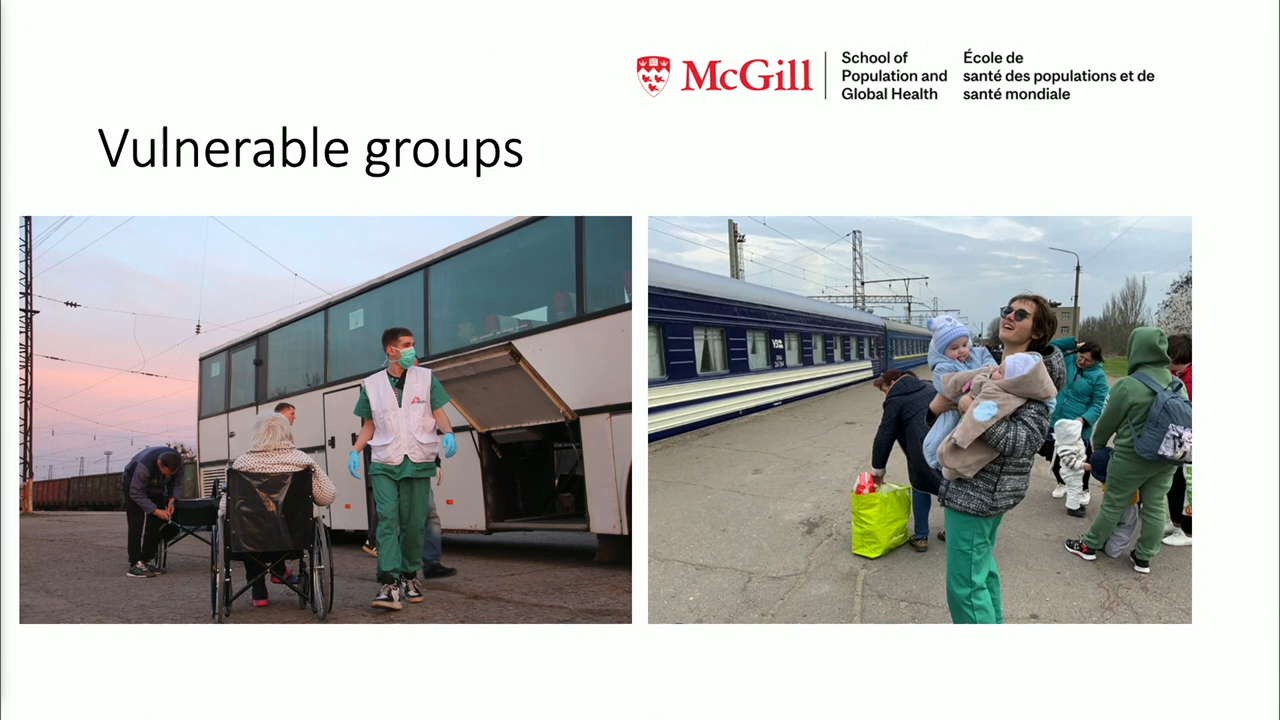 McGill
School of
Population and
Global Health
École de
santé des populations et de
santé mondiale
Vulnerable groups